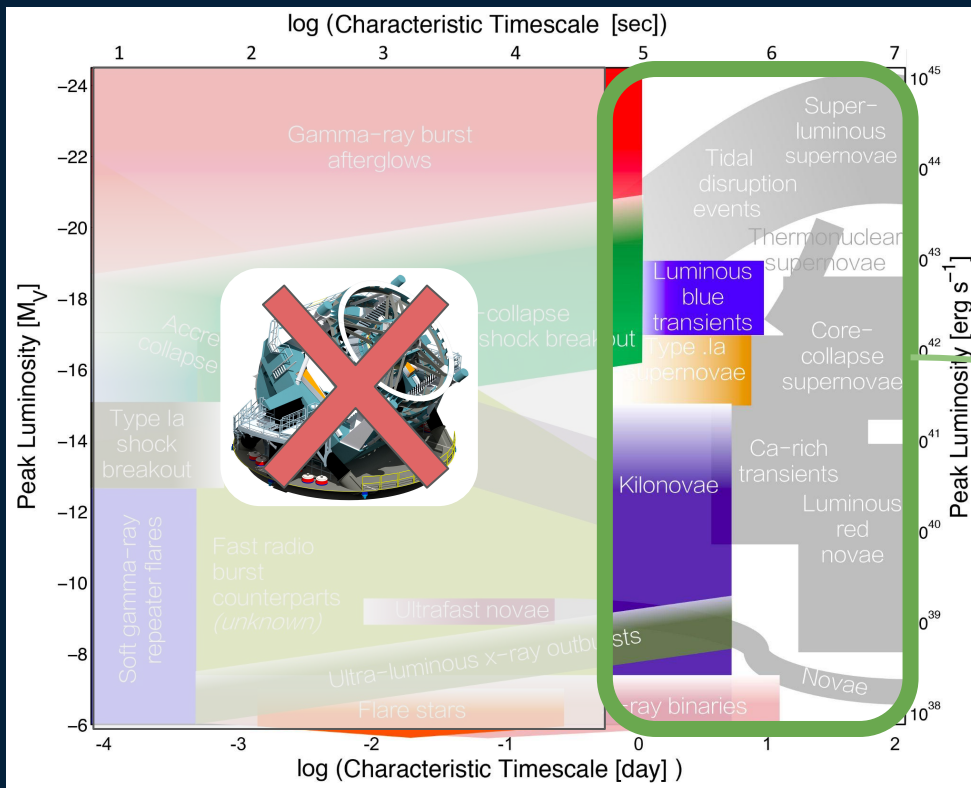 log (Characteristic Timescale [sec])
1 2 3 4 5 6 7
Peak Luminosity [M_V]
−24
−22
−20
−18
−16
−14
−12
−10
−8
−6
10^45
10^44
10^43
10^42
10^41
10^40
10^39
10^38
Peak Luminosity [erg s^−1]
Gamma−ray burst
afterglows
Super−
luminous
supernovae
Tidal
disruption
events
Thermonuclear
supernovae
Luminous
blue
transients
−collapse
shock breakout
collapse
Type .Ia
supernovae
Core−
collapse
supernovae
Type Ia
shock
breakout
Ca−rich
transients
Kilonovae
Luminous
red
novae
Soft gamma−ray
repeater flares
Fast radio
burst
counterparts
(unknown)
Ultrafast novae
Ultra−luminous x−ray outbursts
Novae
Flare stars
−ray binaries
-4 -3 -2 -1 0 1 2
log (Characteristic Timescale [day] )